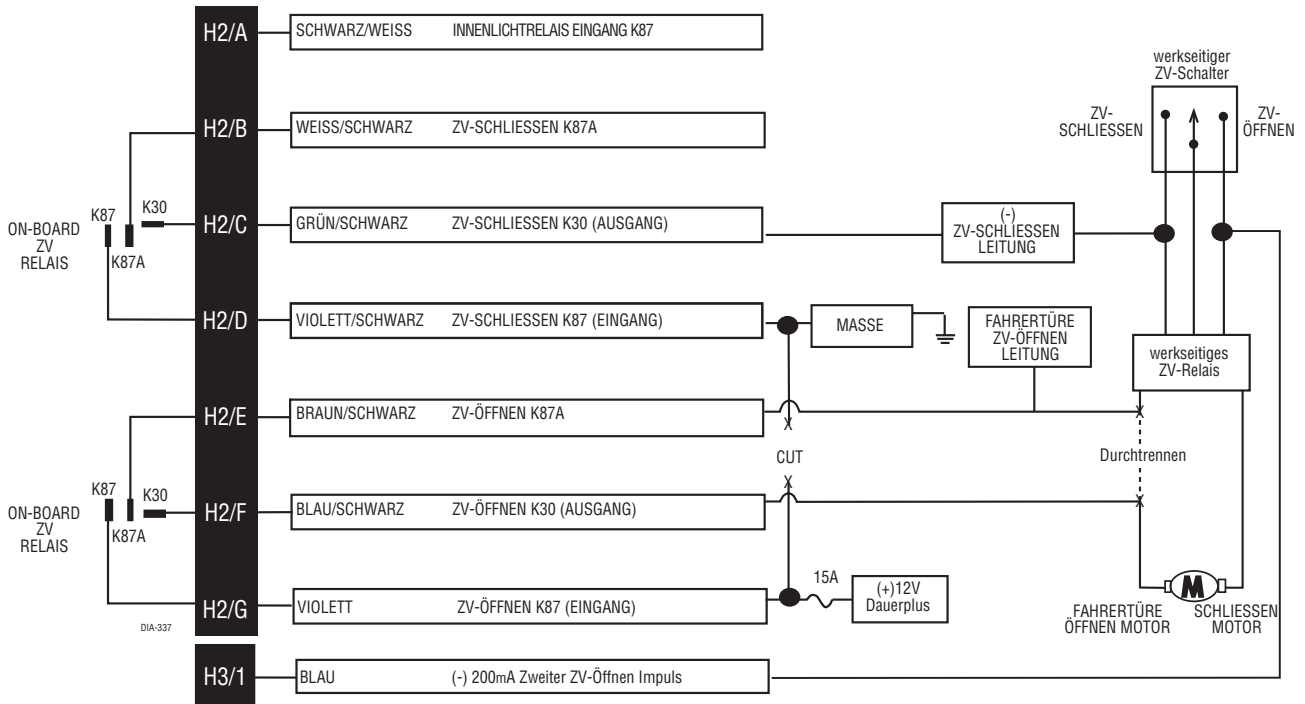 H2/A SCHWARZ/WEISS INNENLICHTRELAIS EINGANG K87
werkseitiger
ZV-Schalter
ZV-
SCHLIESSEN
ZV-
ÖFFNEN
H2/B WEISS/SCHWARZ ZV-SCHLIESSEN K87A
ON-BOARD
ZV
RELAIS
K87
K30
K87A
H2/C GRÜN/SCHWARZ ZV-SCHLIESSEN K30 (AUSGANG)
(-)
ZV-SCHLIESSEN
LEITUNG
H2/D VIOLETT/SCHWARZ ZV-SCHLIESSEN K87 (EINGANG)
MASSE
FAHRERTÜRE
ZV-ÖFFNEN
LEITUNG
werkseitiges
ZV-Relais
H2/E BRAUN/SCHWARZ ZV-ÖFFNEN K87A
X
X
CUT
X
Durchtrennen
X
ON-BOARD
ZV
RELAIS
K87
K30
K87A
H2/F BLAU/SCHWARZ ZV-ÖFFNEN K30 (AUSGANG)
H2/G VIOLETT ZV-ÖFFNEN K87 (EINGANG)
15A
(+)12V
Dauerplus
M
FAHRERTÜRE
ÖFFNEN MOTOR
SCHLIESSEN
MOTOR
DIA-337
H3/1 BLAU (-) 200mA Zweiter ZV-Öffnen Impuls